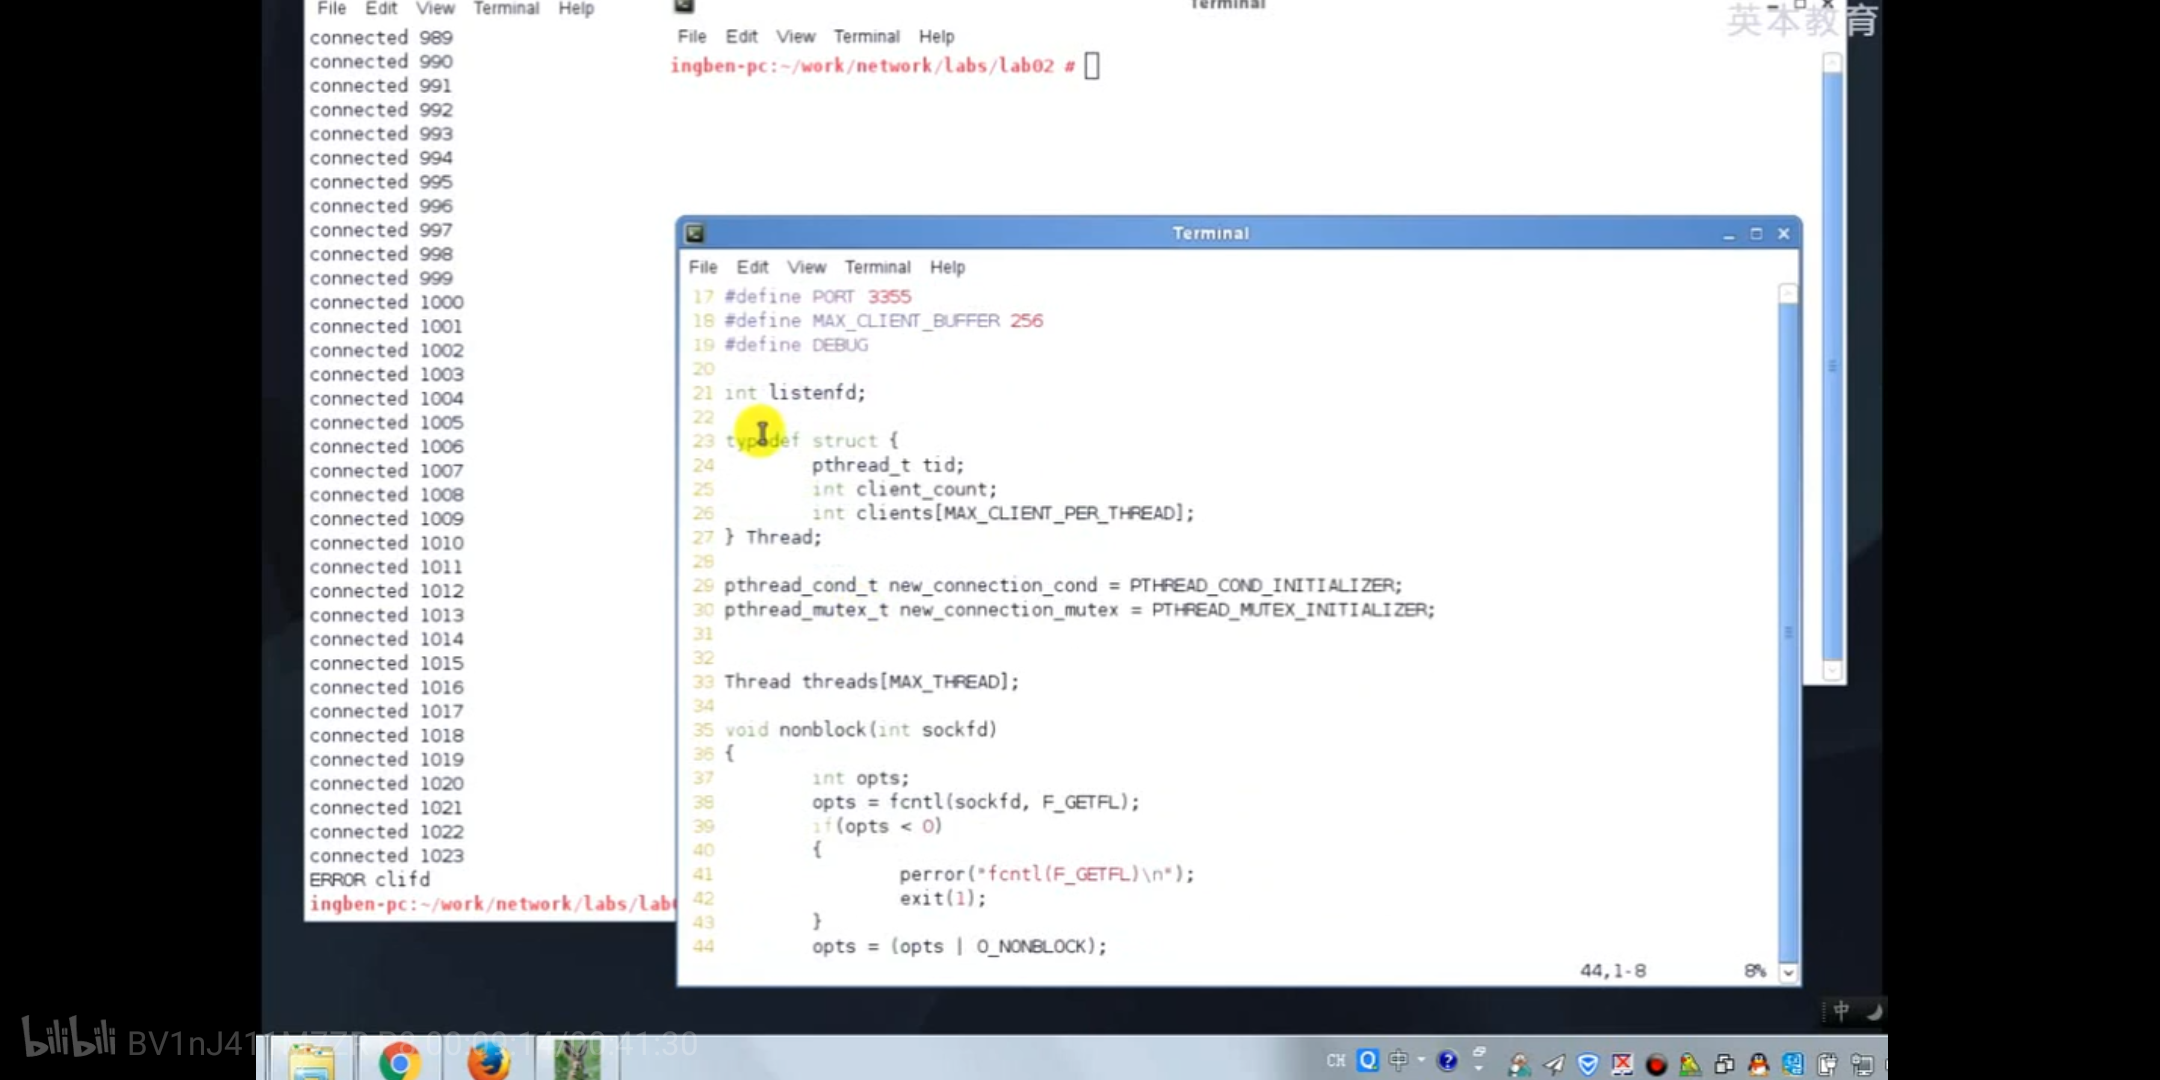 File Edit View Terminal Help
connected 989
connected 990
connected 991
connected 992
connected 993
connected 994
connected 995
connected 996
connected 997
connected 998
connected 999
connected 1000
connected 1001
connected 1002
connected 1003
connected 1004
connected 1005
connected 1006
connected 1007
connected 1008
connected 1009
connected 1010
connected 1011
connected 1012
connected 1013
connected 1014
connected 1015
connected 1016
connected 1017
connected 1018
connected 1019
connected 1020
connected 1021
connected 1022
connected 1023
ERROR clifd
ingben-pc:~/work/network/labs/lab
Terminal
英本教育
File Edit View Terminal Help
ingben-pc:~/work/network/labs/lab02 #
Terminal
File Edit View Terminal Help
17 #define PORT 3355
18 #define MAX_CLIENT_BUFFER 256
19 #define DEBUG
20
21 int listenfd;
22
23 typedef struct {
24 pthread_t tid;
25 int client_count;
26 int clients[MAX_CLIENT_PER_THREAD];
27 } Thread;
28
29 pthread_cond_t new_connection_cond = PTHREAD_COND_INITIALIZER;
30 pthread_mutex_t new_connection_mutex = PTHREAD_MUTEX_INITIALIZER;
31
32
33 Thread threads[MAX_THREAD];
34
35 void nonblock(int sockfd)
36 {
37 int opts;
38 opts = fcntl(sockfd, F_GETFL);
39 if(opts < 0)
40 {
41 perror("fcntl(F_GETFL)\n");
42 exit(1);
43 }
44 opts = (opts | O_NONBLOCK);
44,1-8 8%
中
bilibili
CH 中